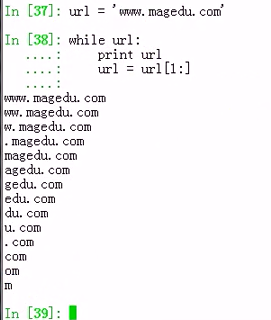 In [37]: url = 'www.magedu.com'
In [38]: while url:
   ....:     print url
   ....:     url = url[1:]
   ....:
www.magedu.com
ww.magedu.com
w.magedu.com
.magedu.com
magedu.com
agedu.com
gedu.com
edu.com
du.com
u.com
.com
com
om
m
In [39]: